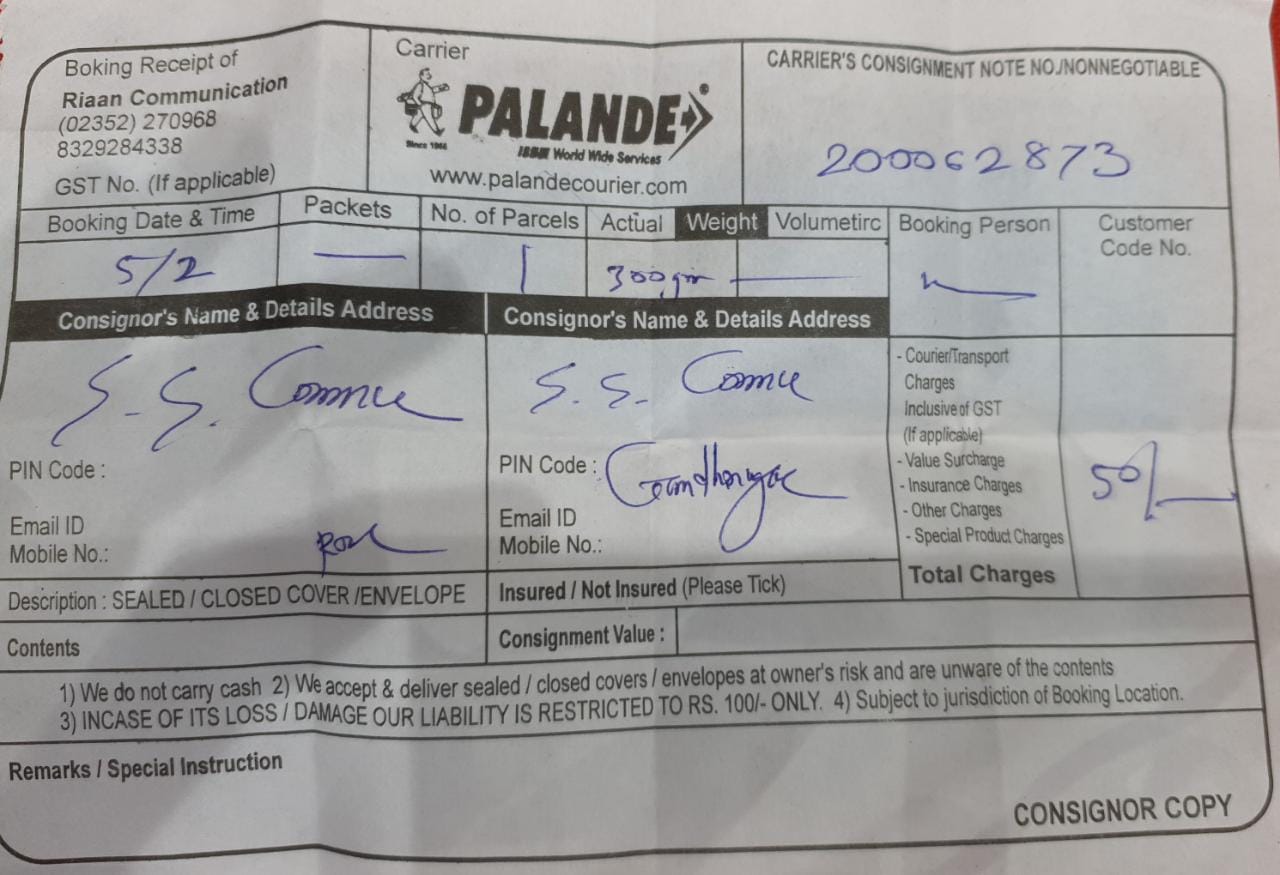 Boking Receipt of
Riaan Communication
(02352) 270968
8329284338
GST No. (If applicable)
Carrier
PALANDE
Since 1966
World Wide Services
www.palandecourier.com
CARRIER'S CONSIGNMENT NOTE NO./NONNEGOTIABLE
200062873
Booking Date & Time
5/2
Packets
—
No. of Parcels
1
Actual Weight Volumetirc
300 gm —
Booking Person
Customer
Code No.
Consignor's Name & Details Address
S. S.
PIN Code :
Email ID
Mobile No.:
Consignor's Name & Details Address
S. S.
PIN Code :
Email ID
Mobile No.:
- Courier/Transport
Charges
Inclusive of GST
(If applicable)
- Value Surcharge
- Insurance Charges
- Other Charges
- Special Product Charges
Total Charges
50/-
Description : SEALED / CLOSED COVER /ENVELOPE
Insured / Not Insured (Please Tick)
Contents
Consignment Value :
1) We do not carry cash 2) We accept & deliver sealed / closed covers / envelopes at owner's risk and are unware of the contents
3) INCASE OF ITS LOSS / DAMAGE OUR LIABILITY IS RESTRICTED TO RS. 100/- ONLY. 4) Subject to jurisdiction of Booking Location.
Remarks / Special Instruction
CONSIGNOR COPY